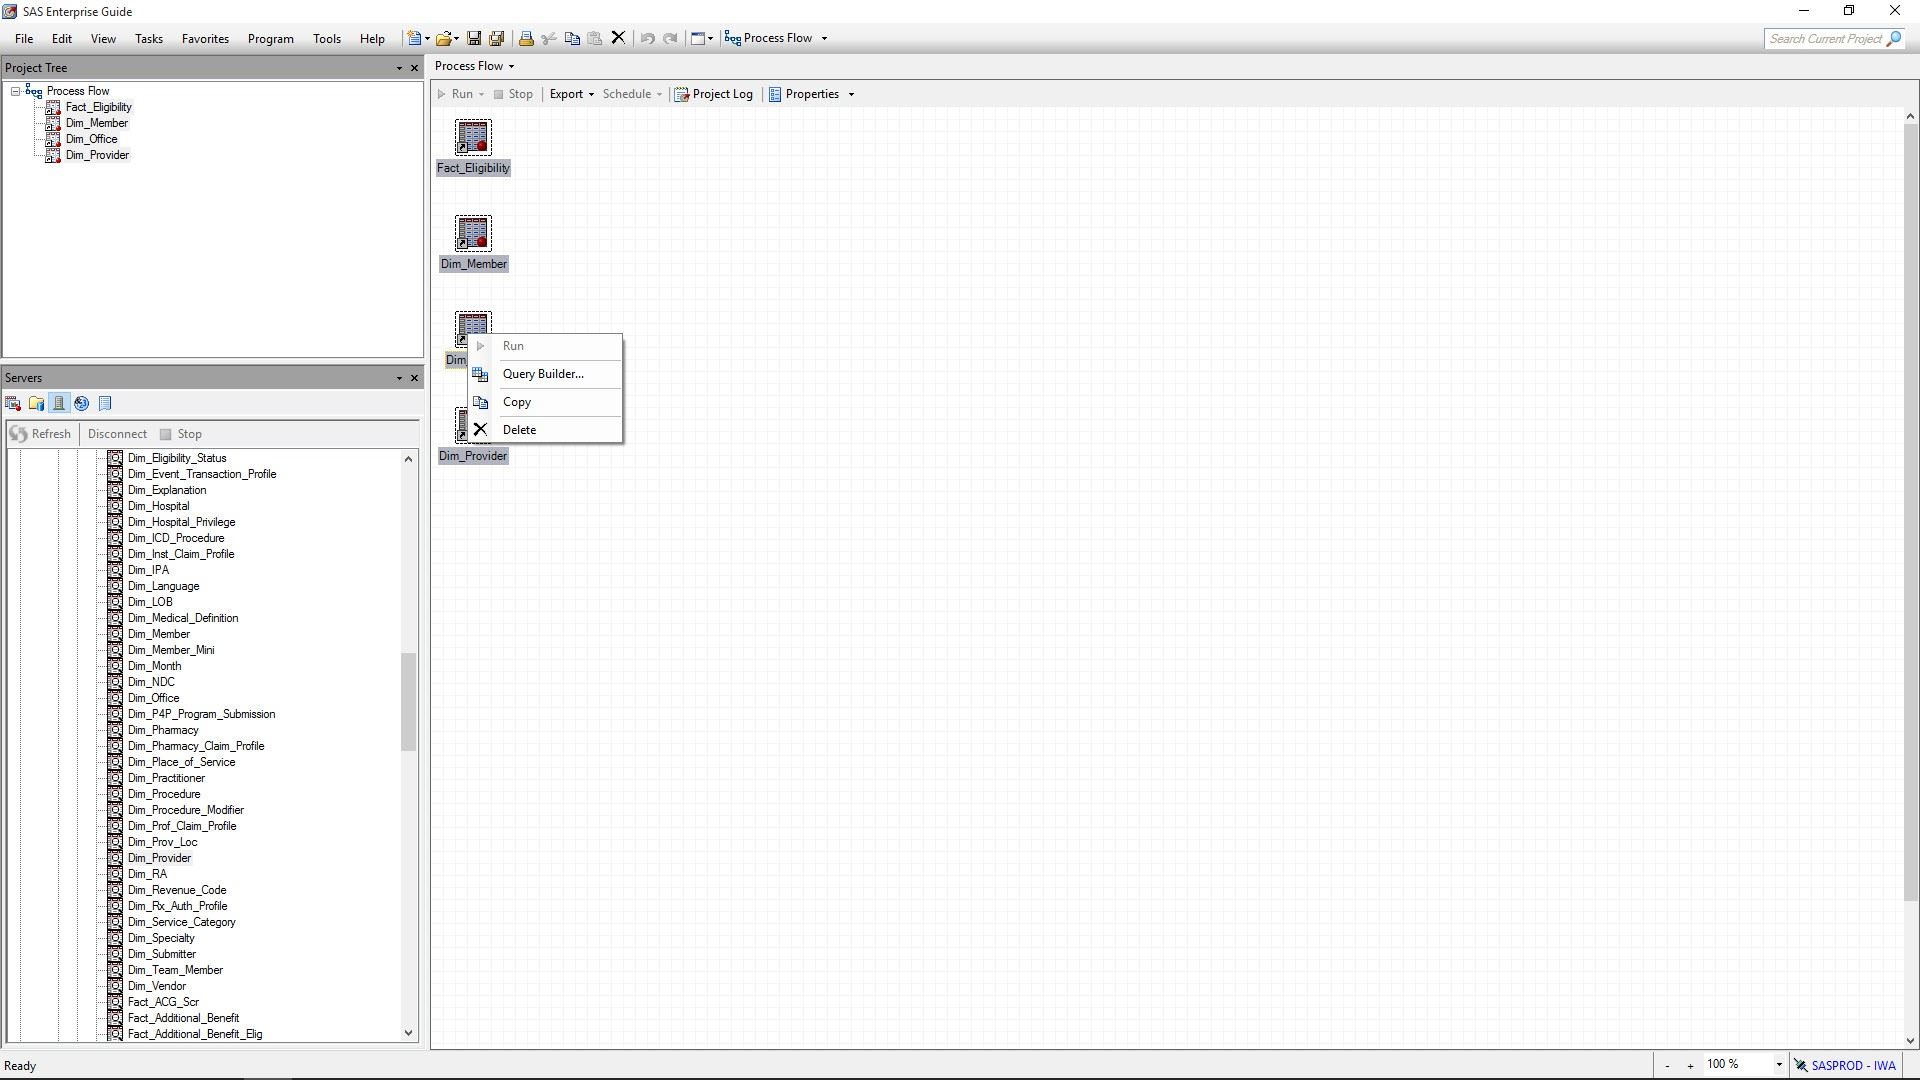 SAS Enterprise Guide
File Edit View Tasks Favorites Program Tools Help Process Flow Search Current Project
Project Tree
Process Flow
Fact_Eligibility
Dim_Member
Dim_Office
Dim_Provider
Servers
Refresh Disconnect Stop
Dim_Eligibility_Status
Dim_Event_Transaction_Profile
Dim_Explanation
Dim_Hospital
Dim_Hospital_Privilege
Dim_ICD_Procedure
Dim_Inst_Claim_Profile
Dim_IPA
Dim_Language
Dim_LOB
Dim_Medical_Definition
Dim_Member
Dim_Member_Mini
Dim_Month
Dim_NDC
Dim_Office
Dim_P4P_Program_Submission
Dim_Pharmacy
Dim_Pharmacy_Claim_Profile
Dim_Place_of_Service
Dim_Practitioner
Dim_Procedure
Dim_Procedure_Modifier
Dim_Prof_Claim_Profile
Dim_Prov_Loc
Dim_Provider
Dim_RA
Dim_Revenue_Code
Dim_Rx_Auth_Profile
Dim_Service_Category
Dim_Specialty
Dim_Submitter
Dim_Team_Member
Dim_Vendor
Fact_ACG_Scr
Fact_Additional_Benefit
Fact_Additional_Benefit_Elig
Process Flow
Run Stop Export Schedule Project Log Properties
Fact_Eligibility
Dim_Member
Dim_
Run
Query Builder...
Copy
Delete
Dim_Provider
Ready
- + 100 % SASPROD - IWA